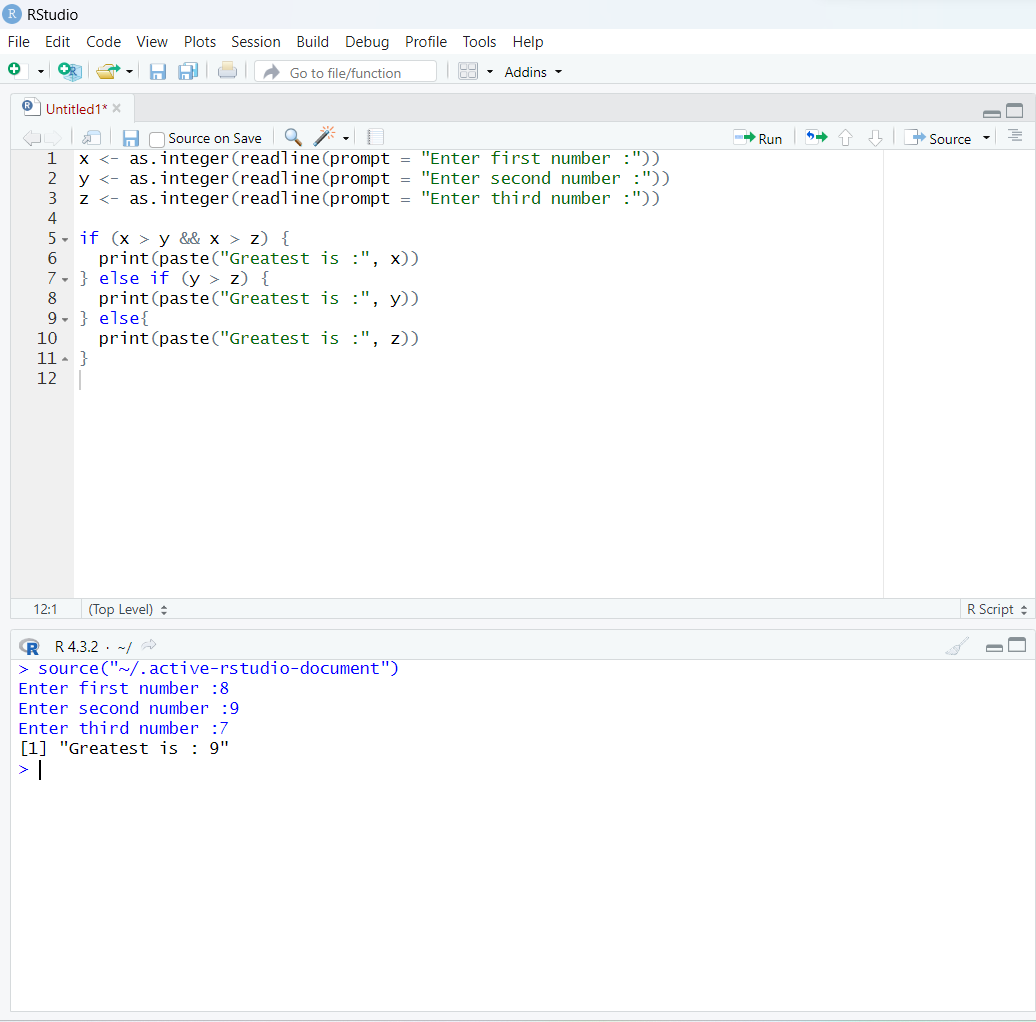 RStudio
File Edit Code View Plots Session Build Debug Profile Tools Help
Go to file/function Addins
Untitled1*
Source on Save Run Source
1 x <- as.integer(readline(prompt = "Enter first number :"))
2 y <- as.integer(readline(prompt = "Enter second number :"))
3 z <- as.integer(readline(prompt = "Enter third number :"))
4
5 if (x > y && x > z) {
6   print(paste("Greatest is :", x))
7 } else if (y > z) {
8   print(paste("Greatest is :", y))
9 } else{
10   print(paste("Greatest is :", z))
11 }
12
12:1 (Top Level) R Script
R R 4.3.2 · ~/
> source("~/.active-rstudio-document")
Enter first number :8
Enter second number :9
Enter third number :7
[1] "Greatest is : 9"
>